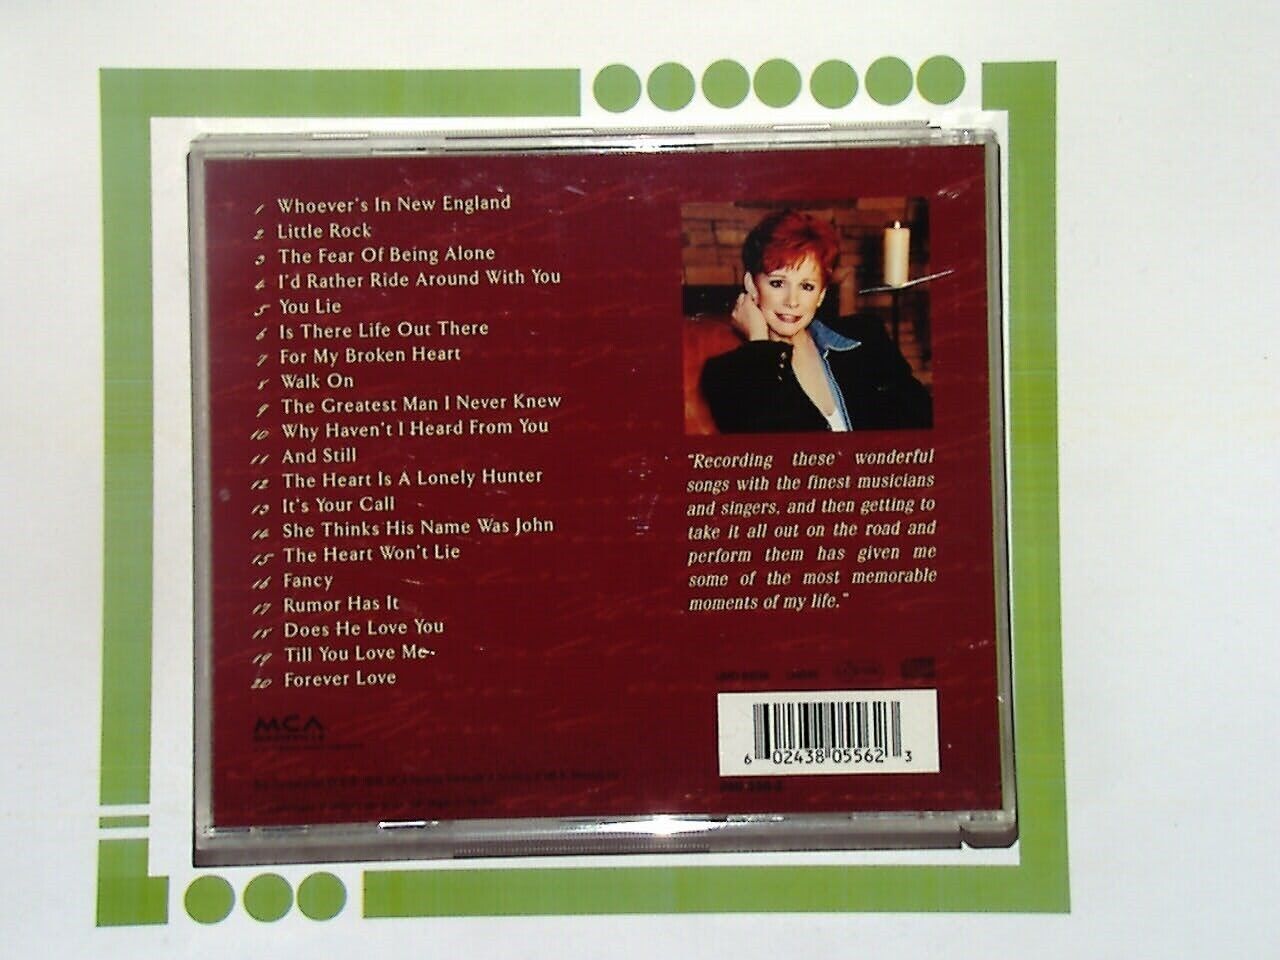 1 Whoever's In New England
2 Little Rock
3 The Fear Of Being Alone
4 I'd Rather Ride Around With You
5 You Lie
6 Is There Life Out There
7 For My Broken Heart
8 Walk On
9 The Greatest Man I Never Knew
10 Why Haven't I Heard From You
11 And Still
12 The Heart Is A Lonely Hunter
13 It's Your Call
14 She Thinks His Name Was John
15 The Heart Won't Lie
16 Fancy
17 Rumor Has It
18 Does He Love You
19 Till You Love Me
20 Forever Love
"Recording these wonderful
songs with the finest musicians
and singers, and then getting to
take it all out on the road and
perform them has given me
some of the most memorable
moments of my life."
MCA
NASHVILLE
6 02438 05562 3